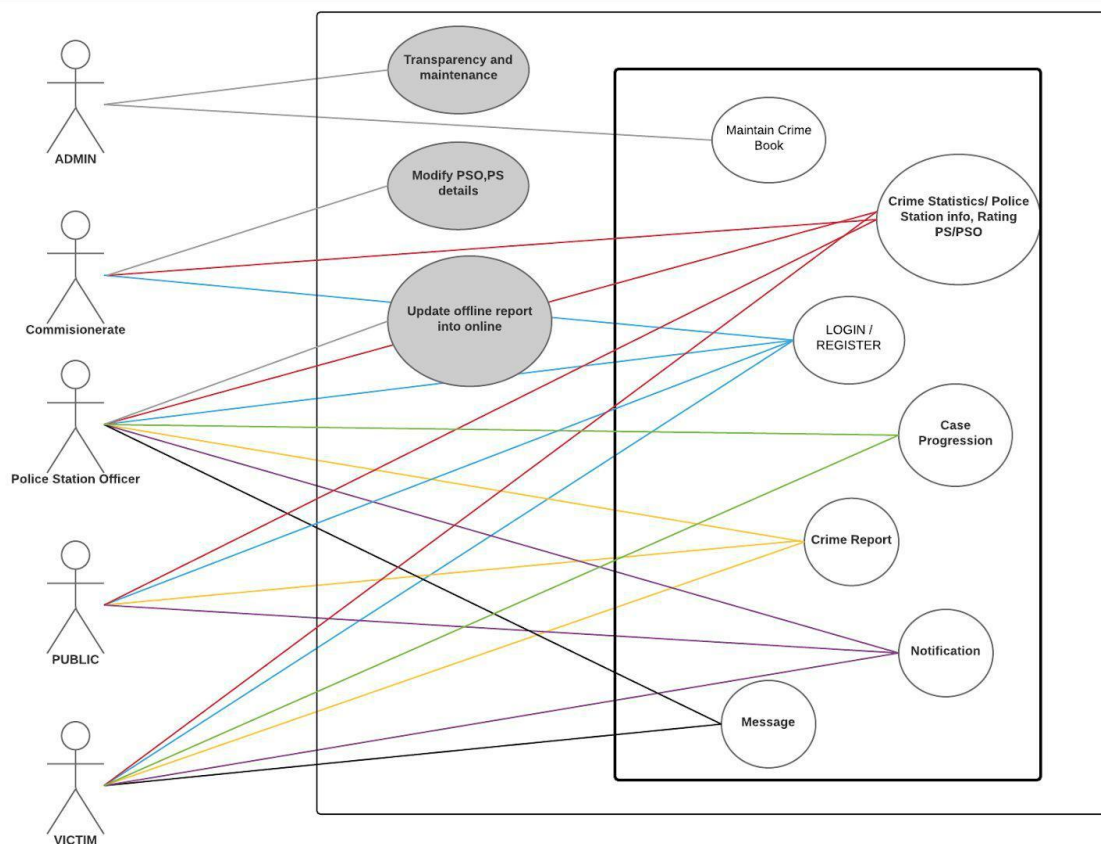 Transparency and
maintenance
ADMIN
Maintain Crime
Book
Modify PSO,PS
details
Crime Statistics/ Police
Station info, Rating
PS/PSO
Commisionerate
Update offline report
into online
LOGIN /
REGISTER
Police Station Officer
Case
Progression
Crime Report
PUBLIC
Notification
Message
VICTIM